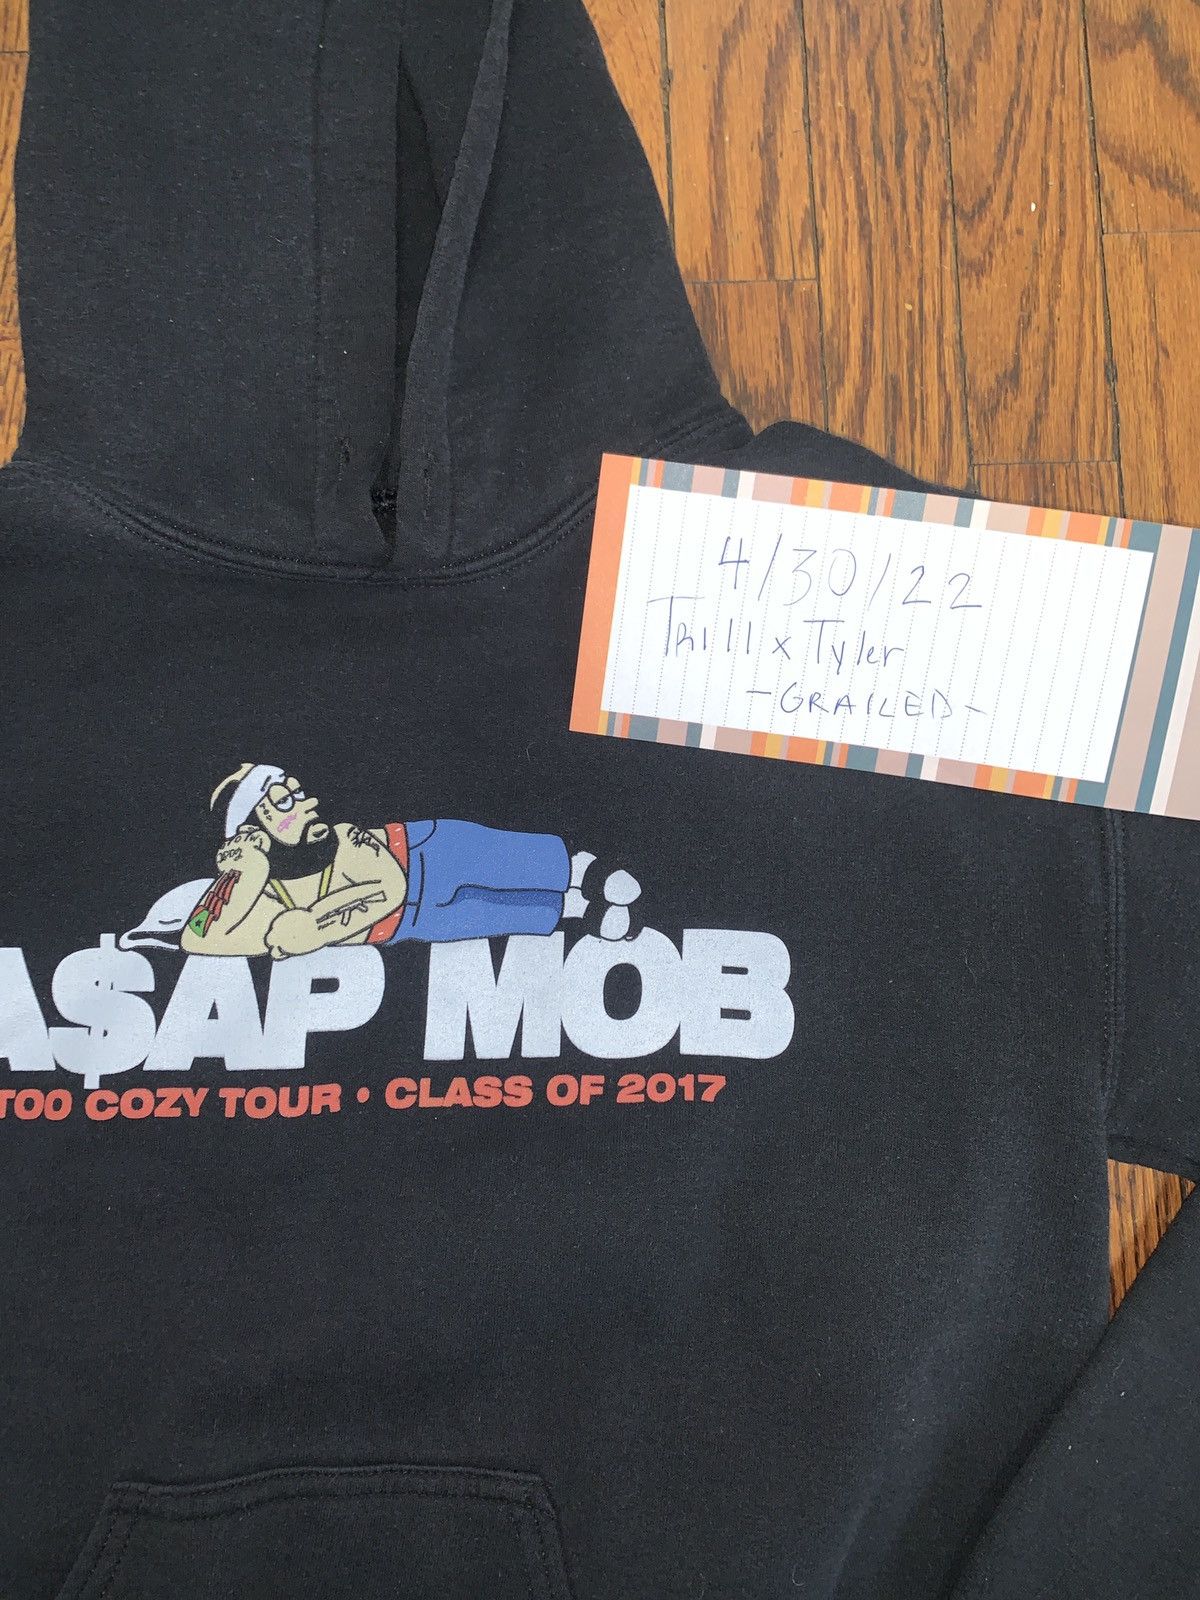 4/30/22
Trill x Tyler
-GRAILED-
A$AP MOB
TOO COZY TOUR • CLASS OF 2017